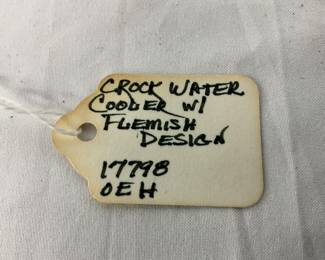 CROCK WATER
COOLER W/
FLEMISH
DESIGN
17798
OEH